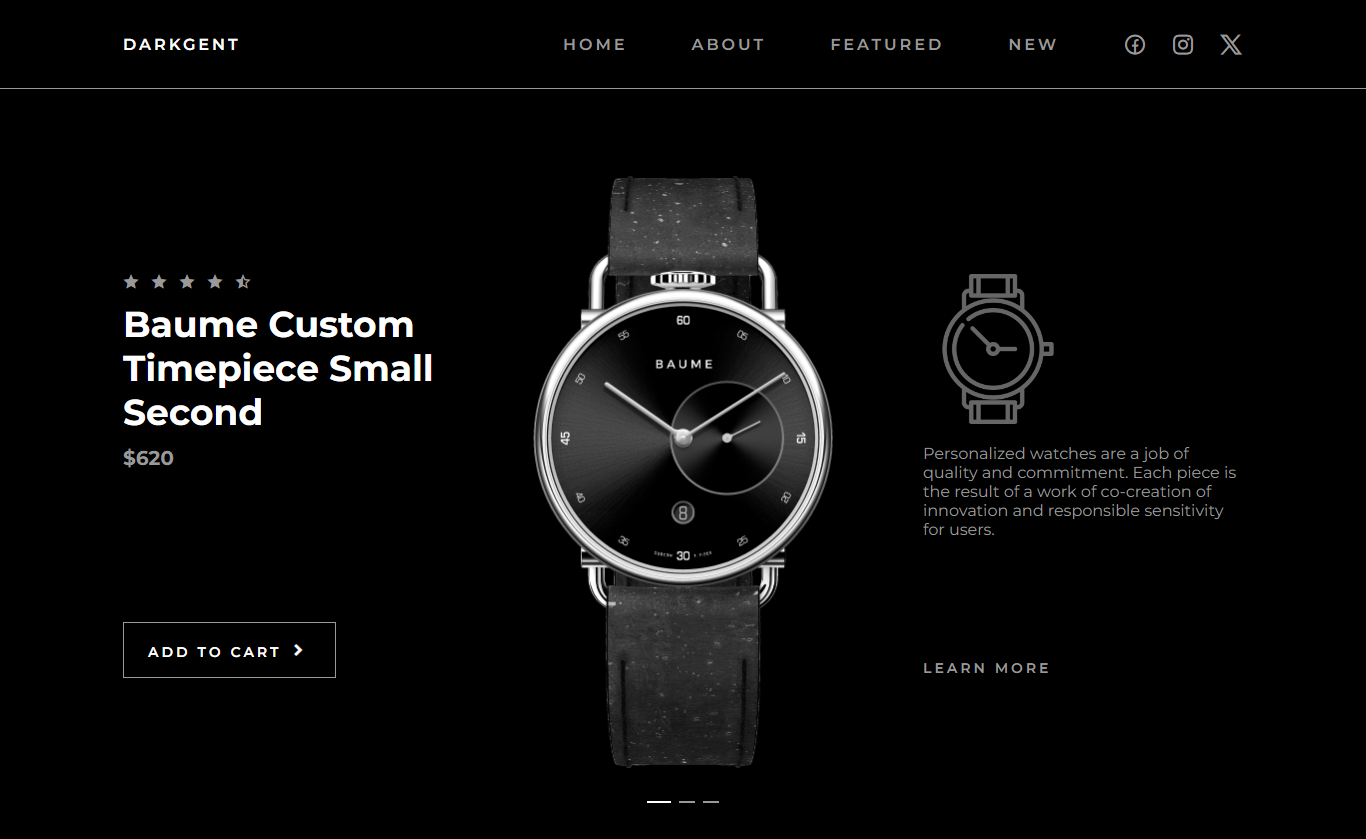 DARKGENT
HOME ABOUT FEATURED NEW
Baume Custom
Timepiece Small
Second
$620
ADD TO CART
60
55 05
BAUME
50 10
45 15
40 20
8
35 30 25
Personalized watches are a job of
quality and commitment. Each piece is
the result of a work of co-creation of
innovation and responsible sensitivity
for users.
LEARN MORE